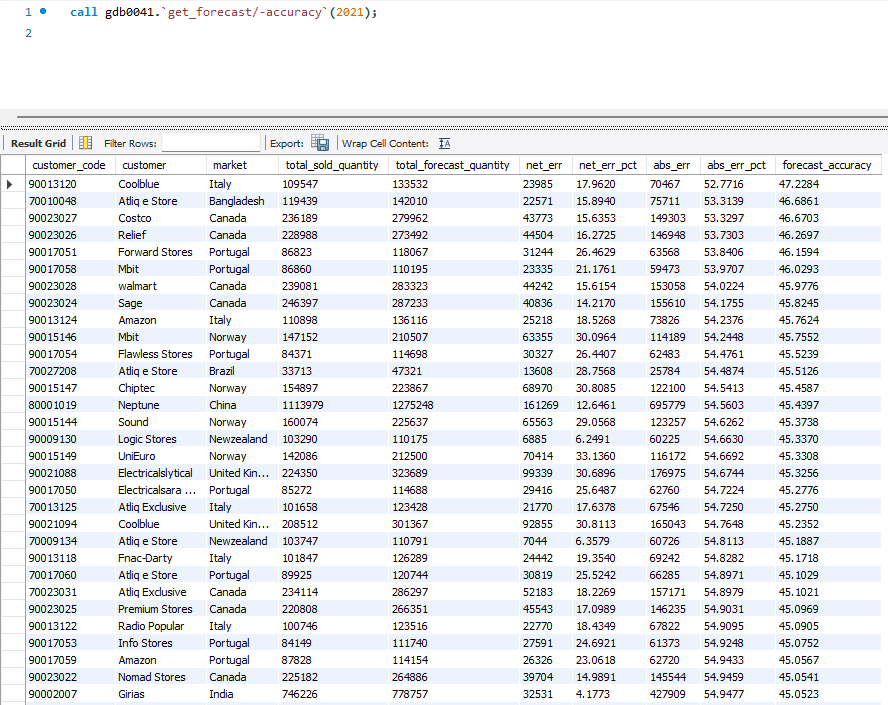 1 call gdb0041.`get_forecast/-accuracy`(2021);
2
Result Grid Filter Rows: Export: Wrap Cell Content: IA
customer_code customer market total_sold_quantity total_forecast_quantity net_err net_err_pct abs_err abs_err_pct forecast_accuracy
90013120 Coolblue Italy 109547 133532 23985 17.9620 70467 52.7716 47.2284
70010048 Atliq e Store Bangladesh 119439 142010 22571 15.8940 75711 53.3139 46.6861
90023027 Costco Canada 236189 279962 43773 15.6353 149303 53.3297 46.6703
90023026 Relief Canada 228988 273492 44504 16.2725 146948 53.7303 46.2697
90017051 Forward Stores Portugal 86823 118067 31244 26.4629 63568 53.8406 46.1594
90017058 Mbit Portugal 86860 110195 23335 21.1761 59473 53.9707 46.0293
90023028 walmart Canada 239081 283323 44242 15.6154 153058 54.0224 45.9776
90023024 Sage Canada 246397 287233 40836 14.2170 155610 54.1755 45.8245
90013124 Amazon Italy 110898 136116 25218 18.5268 73826 54.2376 45.7624
90015146 Mbit Norway 147152 210507 63355 30.0964 114189 54.2448 45.7552
90017054 Flawless Stores Portugal 84371 114698 30327 26.4407 62483 54.4761 45.5239
70027208 Atliq e Store Brazil 33713 47321 13608 28.7568 25784 54.4874 45.5126
90015147 Chiptec Norway 154897 223867 68970 30.8085 122100 54.5413 45.4587
80001019 Neptune China 1113979 1275248 161269 12.6461 695779 54.5603 45.4397
90015144 Sound Norway 160074 225637 65563 29.0568 123257 54.6262 45.3738
90009130 Logic Stores Newzealand 103290 110175 6885 6.2491 60225 54.6630 45.3370
90015149 UniEuro Norway 142086 212500 70414 33.1360 116172 54.6692 45.3308
90021088 Electricalslytical United Kin... 224350 323689 99339 30.6896 176975 54.6744 45.3256
90017050 Electricalsara ... Portugal 85272 114688 29416 25.6487 62760 54.7224 45.2776
70013125 Atliq Exclusive Italy 101658 123428 21770 17.6378 67546 54.7250 45.2750
90021094 Coolblue United Kin... 208512 301367 92855 30.8113 165043 54.7648 45.2352
70009134 Atliq e Store Newzealand 103747 110791 7044 6.3579 60726 54.8113 45.1887
90013118 Fnac-Darty Italy 101847 126289 24442 19.3540 69242 54.8282 45.1718
70017060 Atliq e Store Portugal 89925 120744 30819 25.5242 66285 54.8971 45.1029
70023031 Atliq Exclusive Canada 234114 286297 52183 18.2269 157171 54.8979 45.1021
90023025 Premium Stores Canada 220808 266351 45543 17.0989 146235 54.9031 45.0969
90013122 Radio Popular Italy 100746 123516 22770 18.4349 67822 54.9095 45.0905
90017053 Info Stores Portugal 84149 111740 27591 24.6921 61373 54.9248 45.0752
90017059 Amazon Portugal 87828 114154 26326 23.0618 62720 54.9433 45.0567
90023022 Nomad Stores Canada 225182 264886 39704 14.9891 145544 54.9459 45.0541
90002007 Girias India 746226 778757 32531 4.1773 427909 54.9477 45.0523